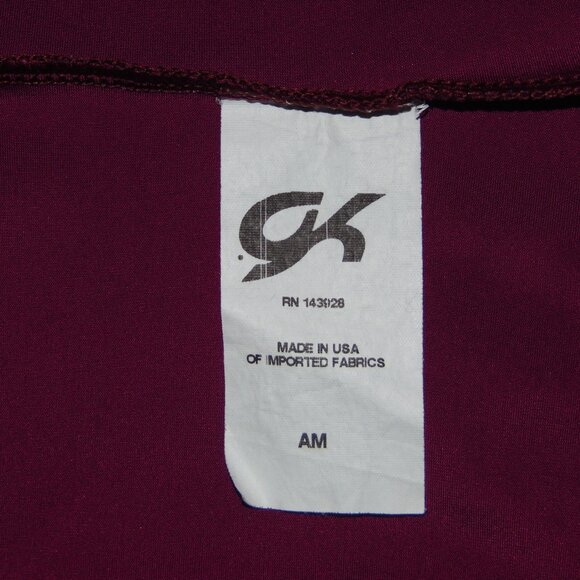 GK
RN 143928
MADE IN USA
OF IMPORTED FABRICS
AM